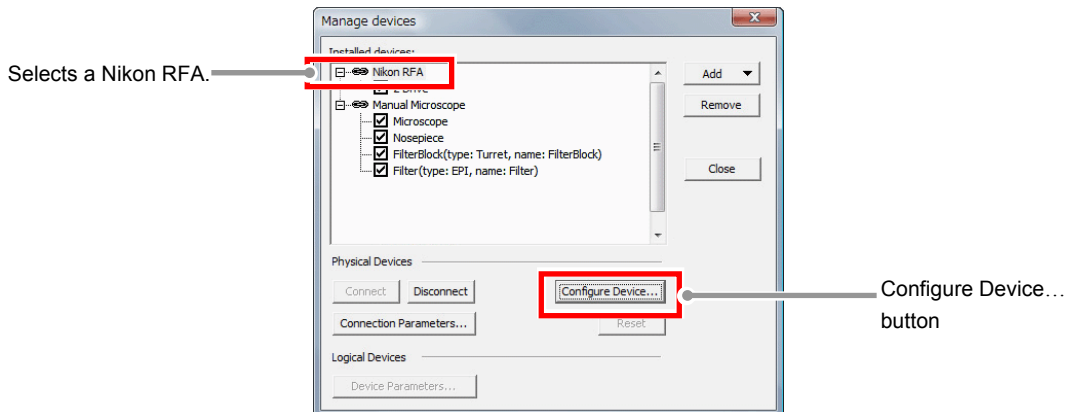 Manage devices
Installed devices:
Selects a Nikon RFA.
Nikon RFA
Z Drive
Manual Microscope
Microscope
Nosepiece
FilterBlock(type: Turret, name: FilterBlock)
Filter(type: EPI, name: Filter)
Add
Remove
Close
Physical Devices
Connect
Disconnect
Configure Device...
Connection Parameters...
Reset
Configure Device…
button
Logical Devices
Device Parameters...